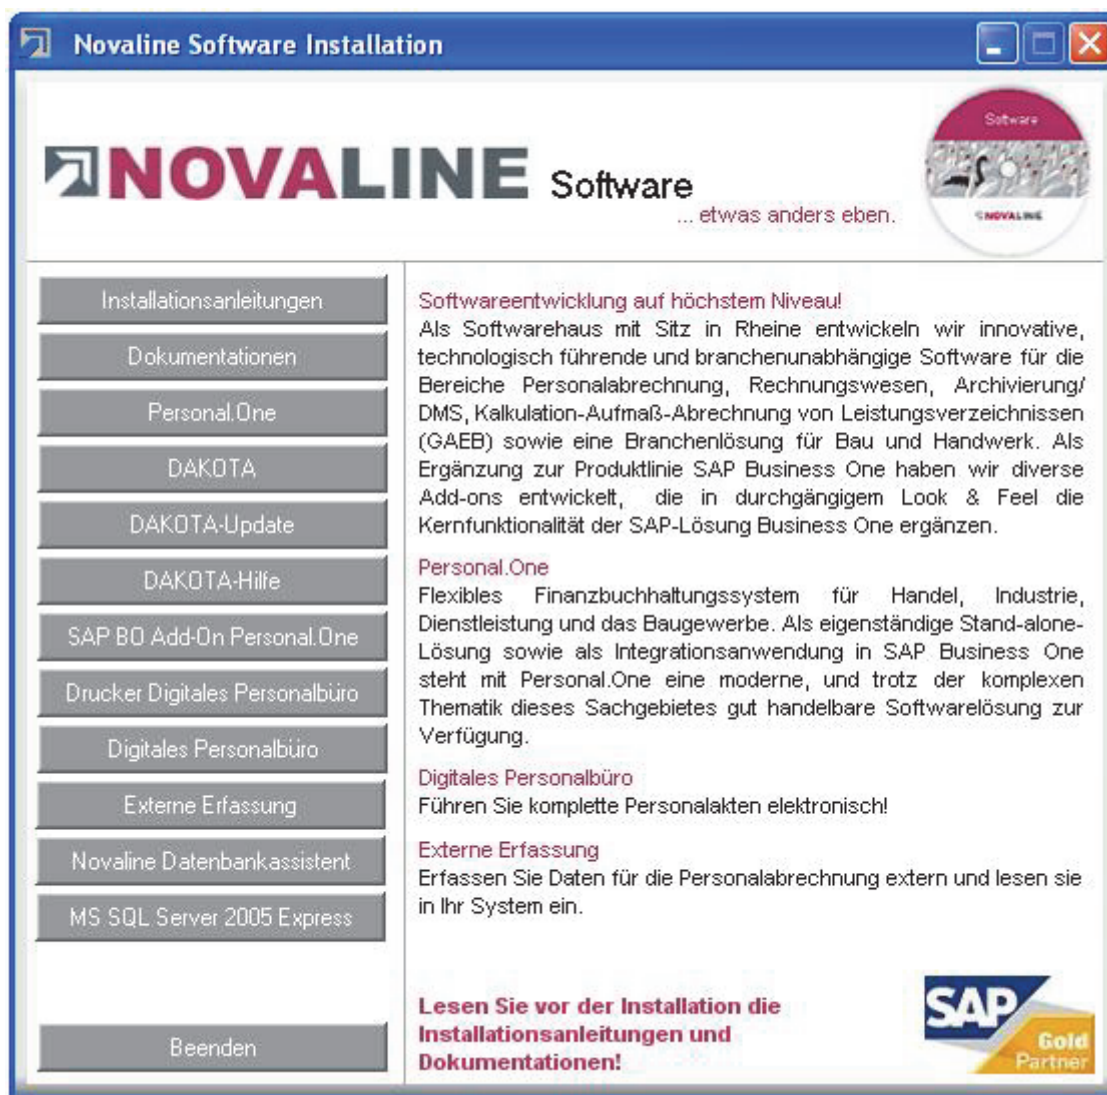 Novaline Software Installation
NOVALINE Software
... etwas anders eben.
Software
NOVALINE
Installationsanleitungen
Dokumentationen
Personal.One
DAKOTA
DAKOTA-Update
DAKOTA-Hilfe
SAP BO Add-On Personal.One
Drucker Digitales Personalbüro
Digitales Personalbüro
Externe Erfassung
Novaline Datenbankassistent
MS SQL Server 2005 Express
Beenden
Softwareentwicklung auf höchstem Niveau!
Als Softwarehaus mit Sitz in Rheine entwickeln wir innovative,
technologisch führende und branchenunabhängige Software für die
Bereiche Personalabrechnung, Rechnungswesen, Archivierung/
DMS, Kalkulation-Aufmaß-Abrechnung von Leistungsverzeichnissen
(GAEB) sowie eine Branchenlösung für Bau und Handwerk. Als
Ergänzung zur Produktlinie SAP Business One haben wir diverse
Add-ons entwickelt, die in durchgängigem Look & Feel die
Kernfunktionalität der SAP-Lösung Business One ergänzen.
Personal.One
Flexibles Finanzbuchhaltungssystem für Handel, Industrie,
Dienstleistung und das Baugewerbe. Als eigenständige Stand-alone-
Lösung sowie als Integrationsanwendung in SAP Business One
steht mit Personal.One eine moderne, und trotz der komplexen
Thematik dieses Sachgebietes gut handelbare Softwarelösung zur
Verfügung.
Digitales Personalbüro
Führen Sie komplette Personalakten elektronisch!
Externe Erfassung
Erfassen Sie Daten für die Personalabrechnung extern und lesen sie
in Ihr System ein.
Lesen Sie vor der Installation die
Installationsanleitungen und
Dokumentationen!
SAP
Gold
Partner